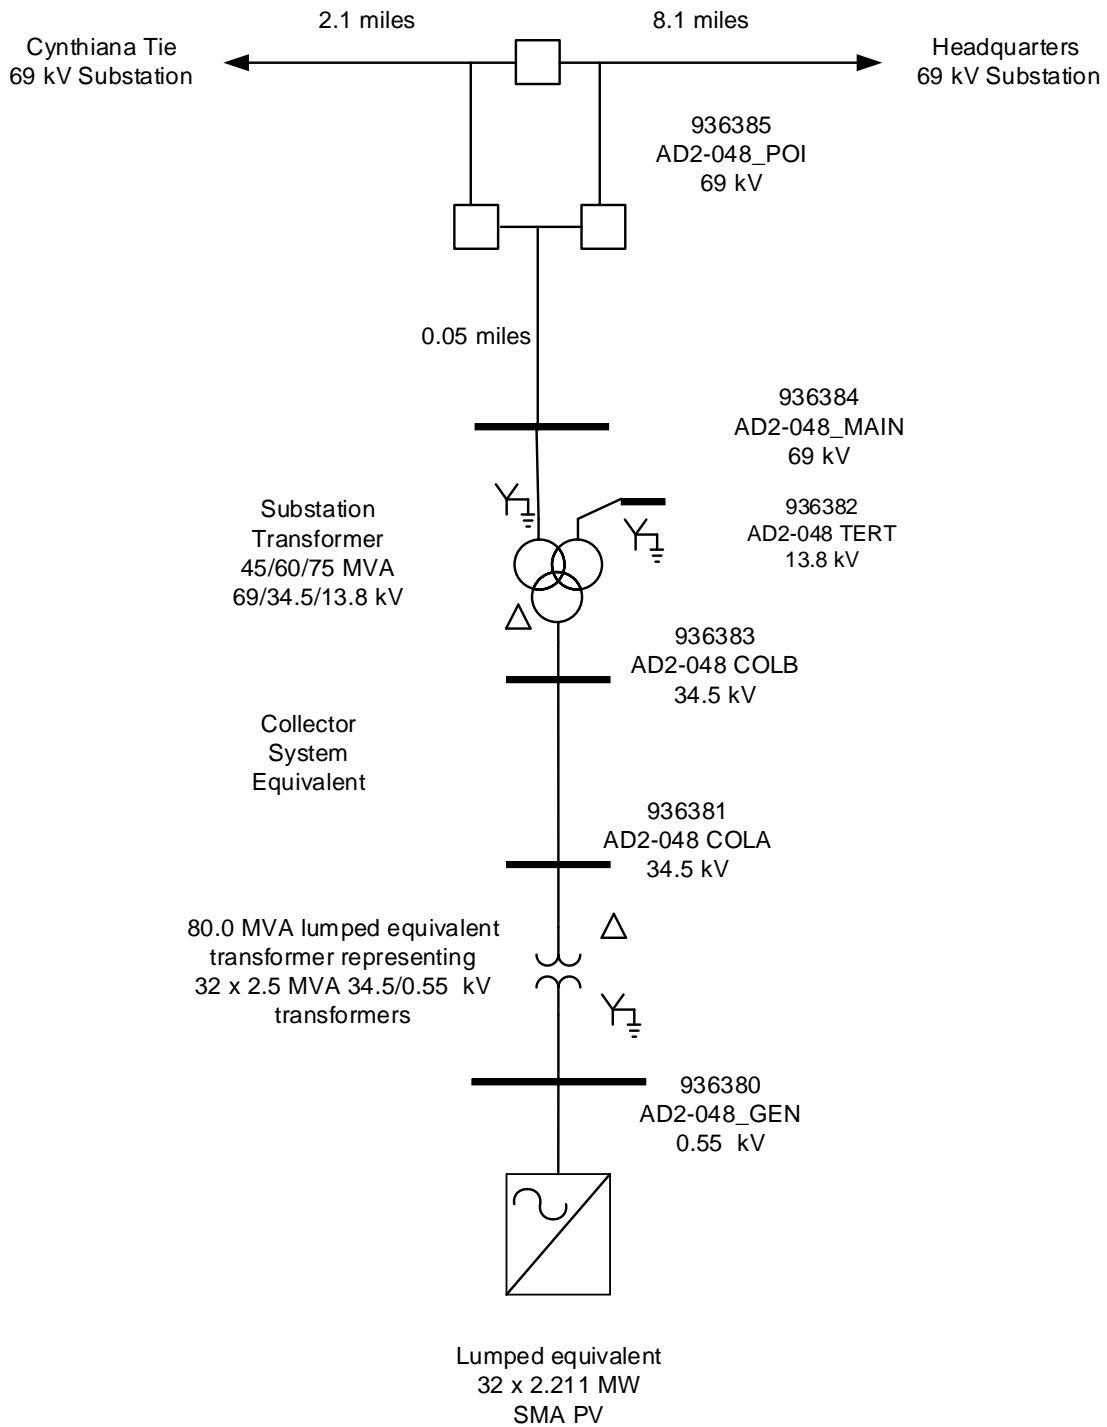 2.1 miles
8.1 miles
Cynthiana Tie
69 kV Substation
Headquarters
69 kV Substation
936385
AD2-048_POI
69 kV
0.05 miles
936384
AD2-048_MAIN
69 kV
Substation
Transformer
45/60/75 MVA
69/34.5/13.8 kV
936382
AD2-048 TERT
13.8 kV
936383
AD2-048 COLB
34.5 kV
Collector
System
Equivalent
936381
AD2-048 COLA
34.5 kV
80.0 MVA lumped equivalent
transformer representing
32 x 2.5 MVA 34.5/0.55  kV
transformers
936380
AD2-048_GEN
0.55  kV
Lumped equivalent
32 x 2.211 MW
SMA PV